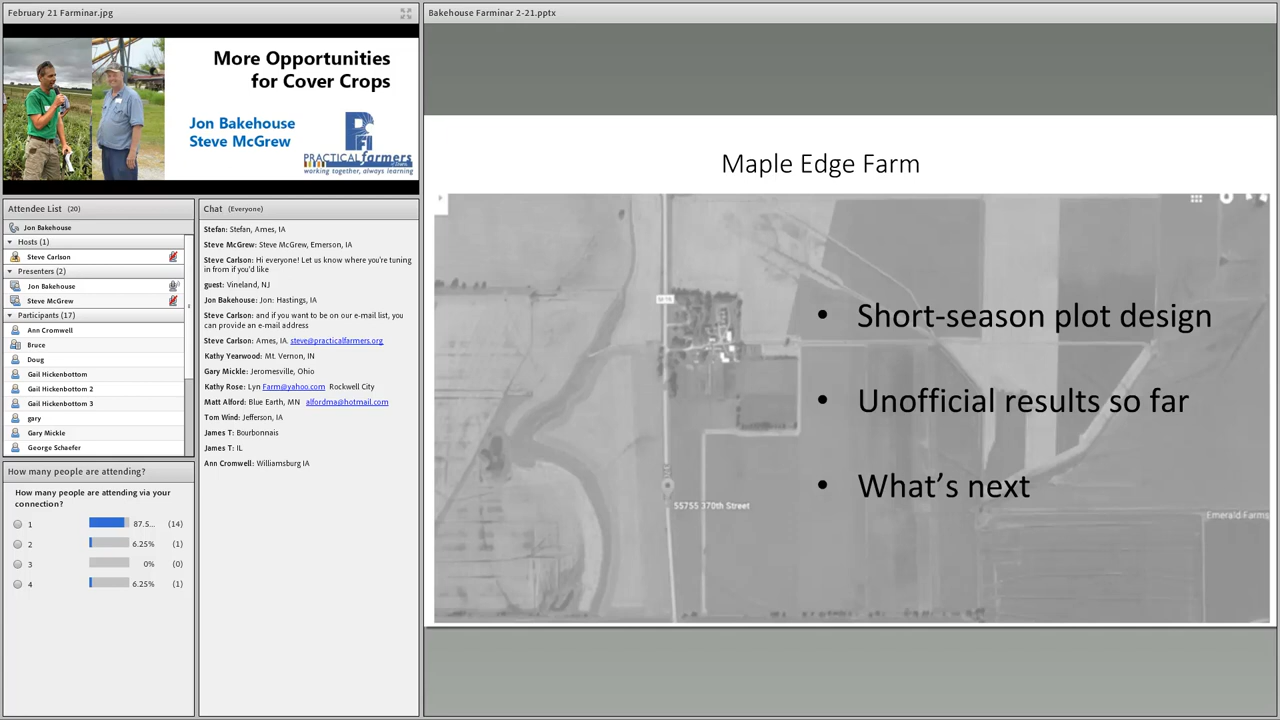 February 21 Farminar.jpg
More Opportunities
for Cover Crops
Jon Bakehouse
Steve McGrew
PFI
PRACTICAL farmers
of Iowa
working together, always learning
Attendee List (20)
Jon Bakehouse
Hosts (1)
Steve Carlson
Presenters (2)
Jon Bakehouse
Steve McGrew
Participants (17)
Ann Cromwell
Bruce
Doug
Gail Hickenbottom
Gail Hickenbottom 2
Gail Hickenbottom 3
gary
Gary Mickle
George Schaefer
How many people are attending?
How many people are attending via your
connection?
1 87.5... (14)
2 6.25% (1)
3 0% (0)
4 6.25% (1)
Chat (Everyone)
Stefan: Stefan, Ames, IA
Steve McGrew: Steve McGrew, Emerson, IA
Steve Carlson: Hi everyone! Let us know where you're tuning
in from if you'd like
guest: Vineland, NJ
Jon Bakehouse: Jon: Hastings, IA
Steve Carlson: and if you want to be on our e-mail list, you
can provide an e-mail address
Steve Carlson: Ames, IA. steve@practicalfarmers.org
Kathy Yearwood: Mt. Vernon, IN
Gary Mickle: Jeromesville, Ohio
Kathy Rose: Lyn Farm@yahoo.com Rockwell City
Matt Alford: Blue Earth, MN alfordma@hotmail.com
Tom Wind: Jefferson, IA
James T: Bourbonnais
James T: IL
Ann Cromwell: Williamsburg IA
Bakehouse Farminar 2-21.pptx
Maple Edge Farm
• Short-season plot design
• Unofficial results so far
• What's next
55755 370th Street
Emerald Farms